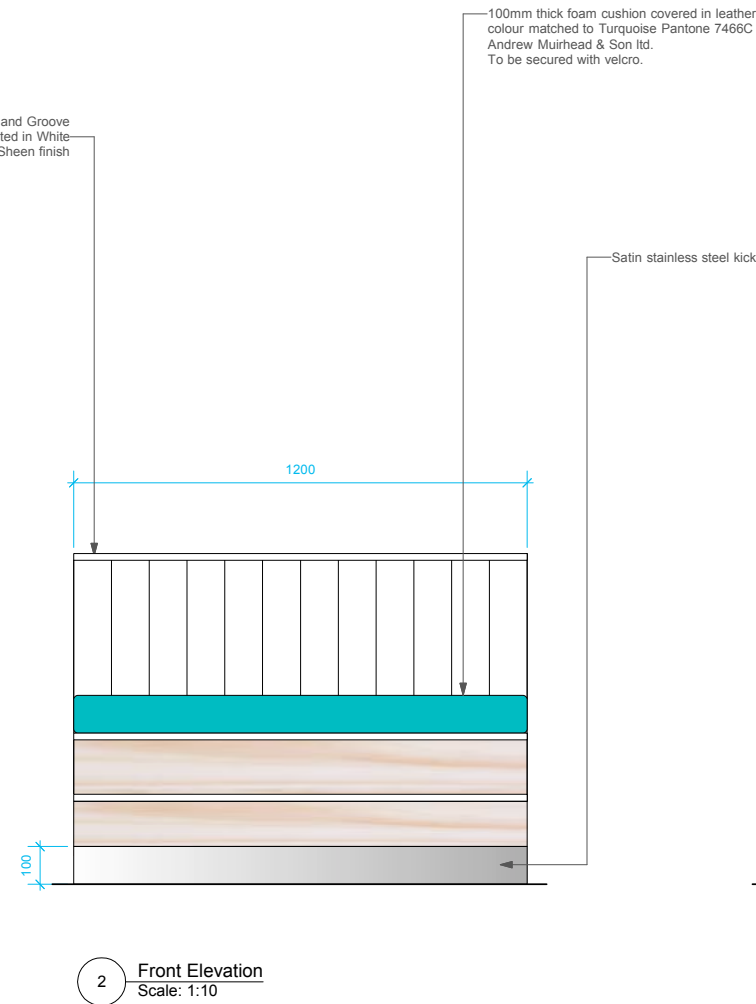 100mm thick foam cushion covered in leather
colour matched to Turquoise Pantone 7466C
Andrew Muirhead & Son ltd.
To be secured with velcro.
and Groove
ted in White
Sheen finish
Satin stainless steel kick
1200
100
2
Front Elevation
Scale: 1:10